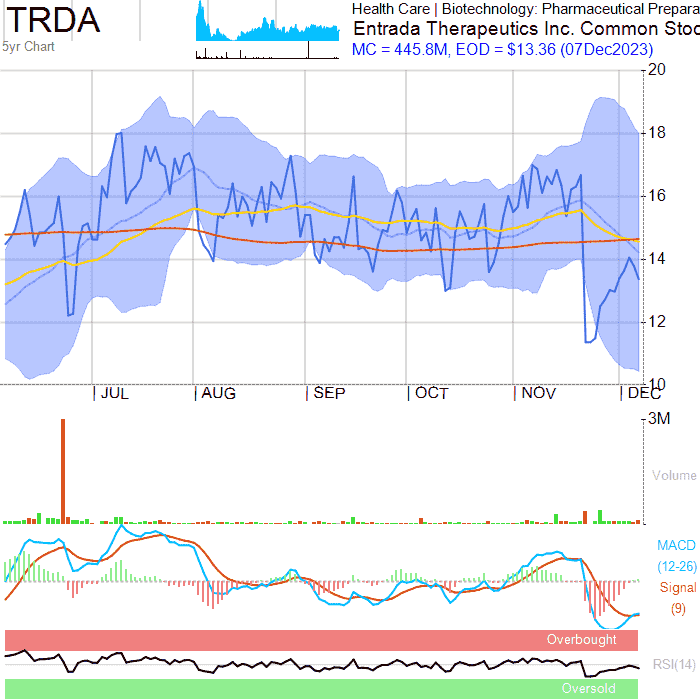 TRDA
5yr Chart
Health Care | Biotechnology: Pharmaceutical Prepara
Entrada Therapeutics Inc. Common Stoc
MC = 445.8M, EOD = $13.36 (07Dec2023)
20
18
16
14
12
10
JUL AUG SEP OCT NOV DEC
3M
Volume
MACD
(12-26)
Signal
(9)
Overbought
RSI(14)
Oversold